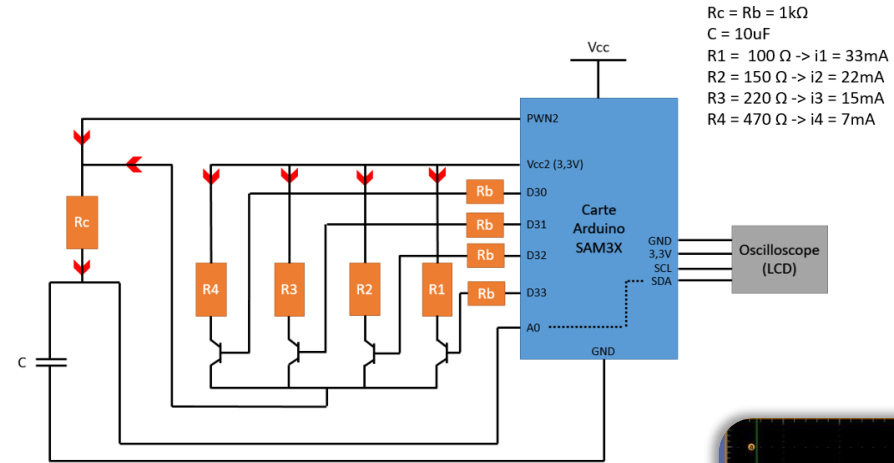 Rc = Rb = 1kΩ
C = 10uF
R1 = 100 Ω -> i1 = 33mA
R2 = 150 Ω -> i2 = 22mA
R3 = 220 Ω -> i3 = 15mA
R4 = 470 Ω -> i4 = 7mA
Vcc
PWN2
Vcc2 (3,3V)
Rb
D30
Rc
Rb
D31
Carte
Arduino
SAM3X
Rb
D32
GND
3,3V
SCL
SDA
Oscilloscope
(LCD)
R4
R3
R2
R1
Rb
D33
A0
GND
C